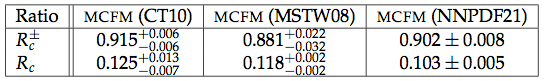 Ratio MCFM (CT10) MCFM (MSTW08) MCFM (NNPDF21)
R_c^± 0.915^{+0.006}_{−0.006} 0.881^{+0.022}_{−0.032} 0.902 ± 0.008
R_c 0.125^{+0.013}_{−0.007} 0.118^{+0.002}_{−0.002} 0.103 ± 0.005